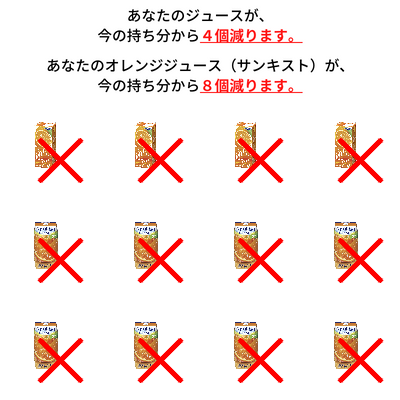 あなたのジュースが、
今の持ち分から４個減ります。
あなたのオレンジジュース（サンキスト）が、
今の持ち分から８個減ります。